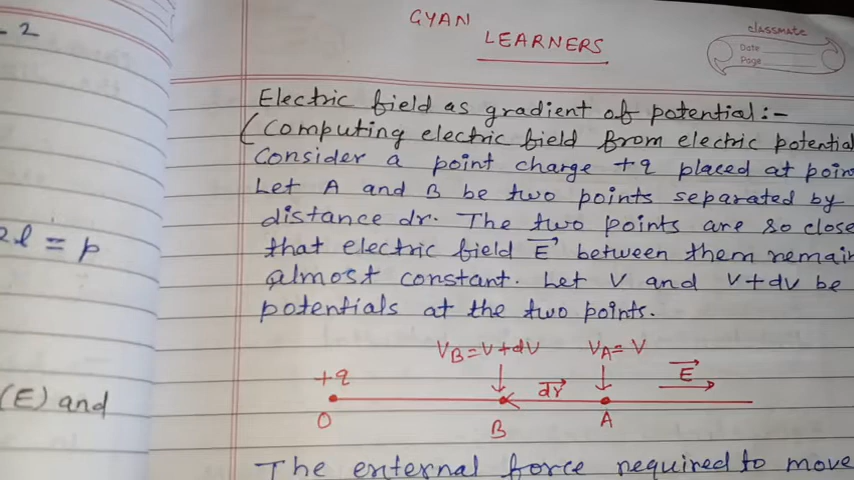 - 2
2l = p
(E) and
GYAN
LEARNERS
classmate
Date
Page
Electric field as gradient of potential:-
(Computing electric field from electric potential
Consider a point charge +q placed at poin
Let A and B be two points separated by
distance dr. The two points are so close
that electric field E→ between them remain
almost constant. Let V and V+dV be
potentials at the two points.
VB=V+dV VA=V
+q dr→ E→
O B A
The external force required to move